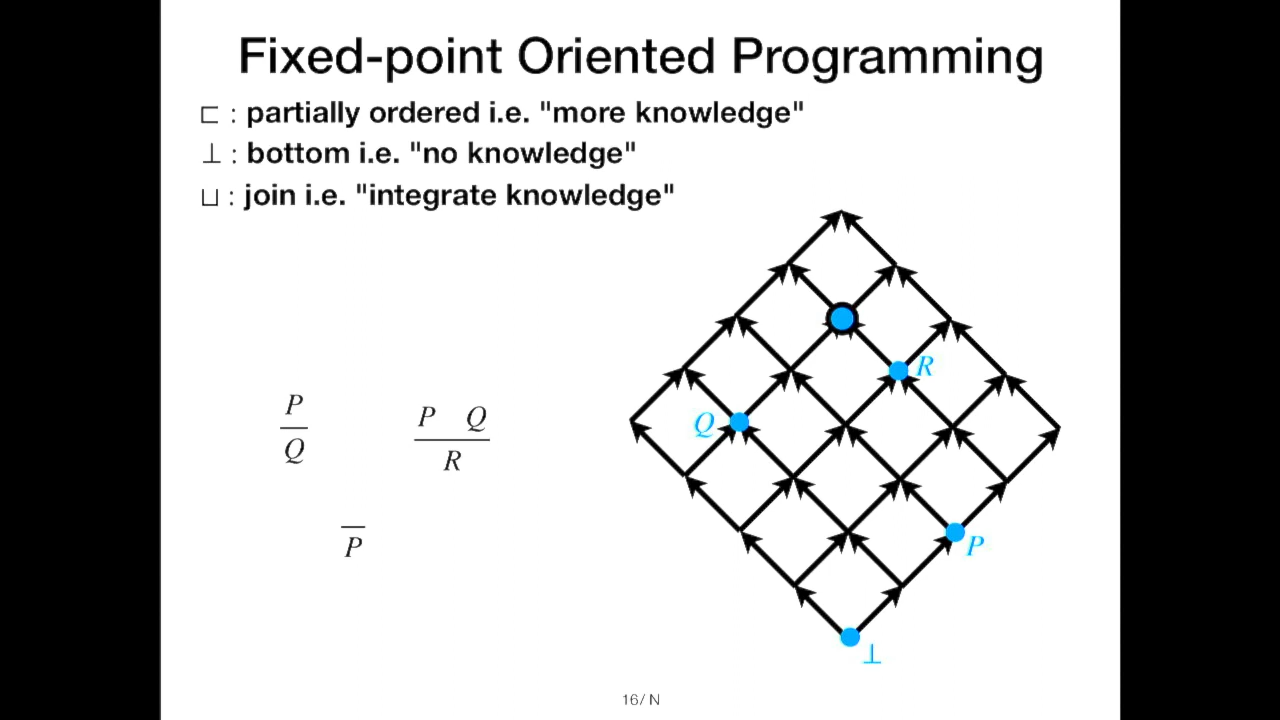 Fixed-point Oriented Programming
⊏ : partially ordered i.e. "more knowledge"
⊥ : bottom i.e. "no knowledge"
⊔ : join i.e. "integrate knowledge"
R
Q
P
⊥
P
Q
P Q
R
P
16/ N